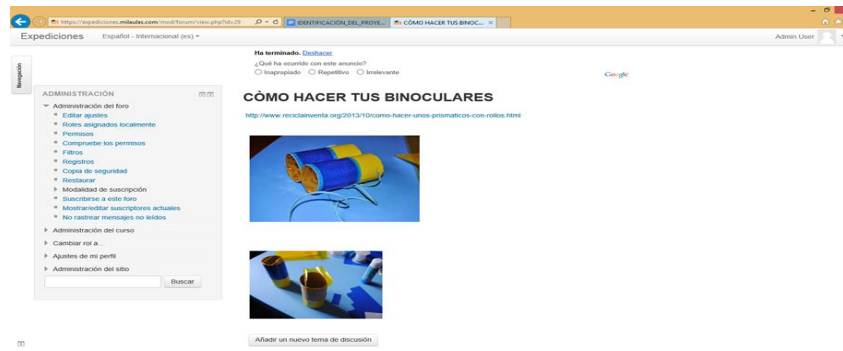 https://expediciones.milaulas.com/mod/forum/view.php?id=29
IDENTIFICACIÓN_DEL_PROYE...
CÒMO HACER TUS BINOC...
Expediciones
Español - Internacional (es)
Admin User
Ha terminado. Deshacer
¿Qué ha ocurrido con este anuncio?
Inapropiado
Repetitivo
Irrelevante
Google
Navegación
ADMINISTRACIÓN
Administración del foro
Editar ajustes
Roles asignados localmente
Permisos
Compruebe los permisos
Filtros
Registros
Copia de seguridad
Restaurar
Modalidad de suscripción
Suscribirse a este foro
Mostrar/editar suscriptores actuales
No rastrear mensajes no leídos
Administración del curso
Cambiar rol a...
Ajustes de mi perfil
Administración del sitio
Buscar
CÒMO HACER TUS BINOCULARES
http://www.reciclainventa.org/2013/10/como-hacer-unos-prismaticos-con-rollos.html
Añadir un nuevo tema de discusión